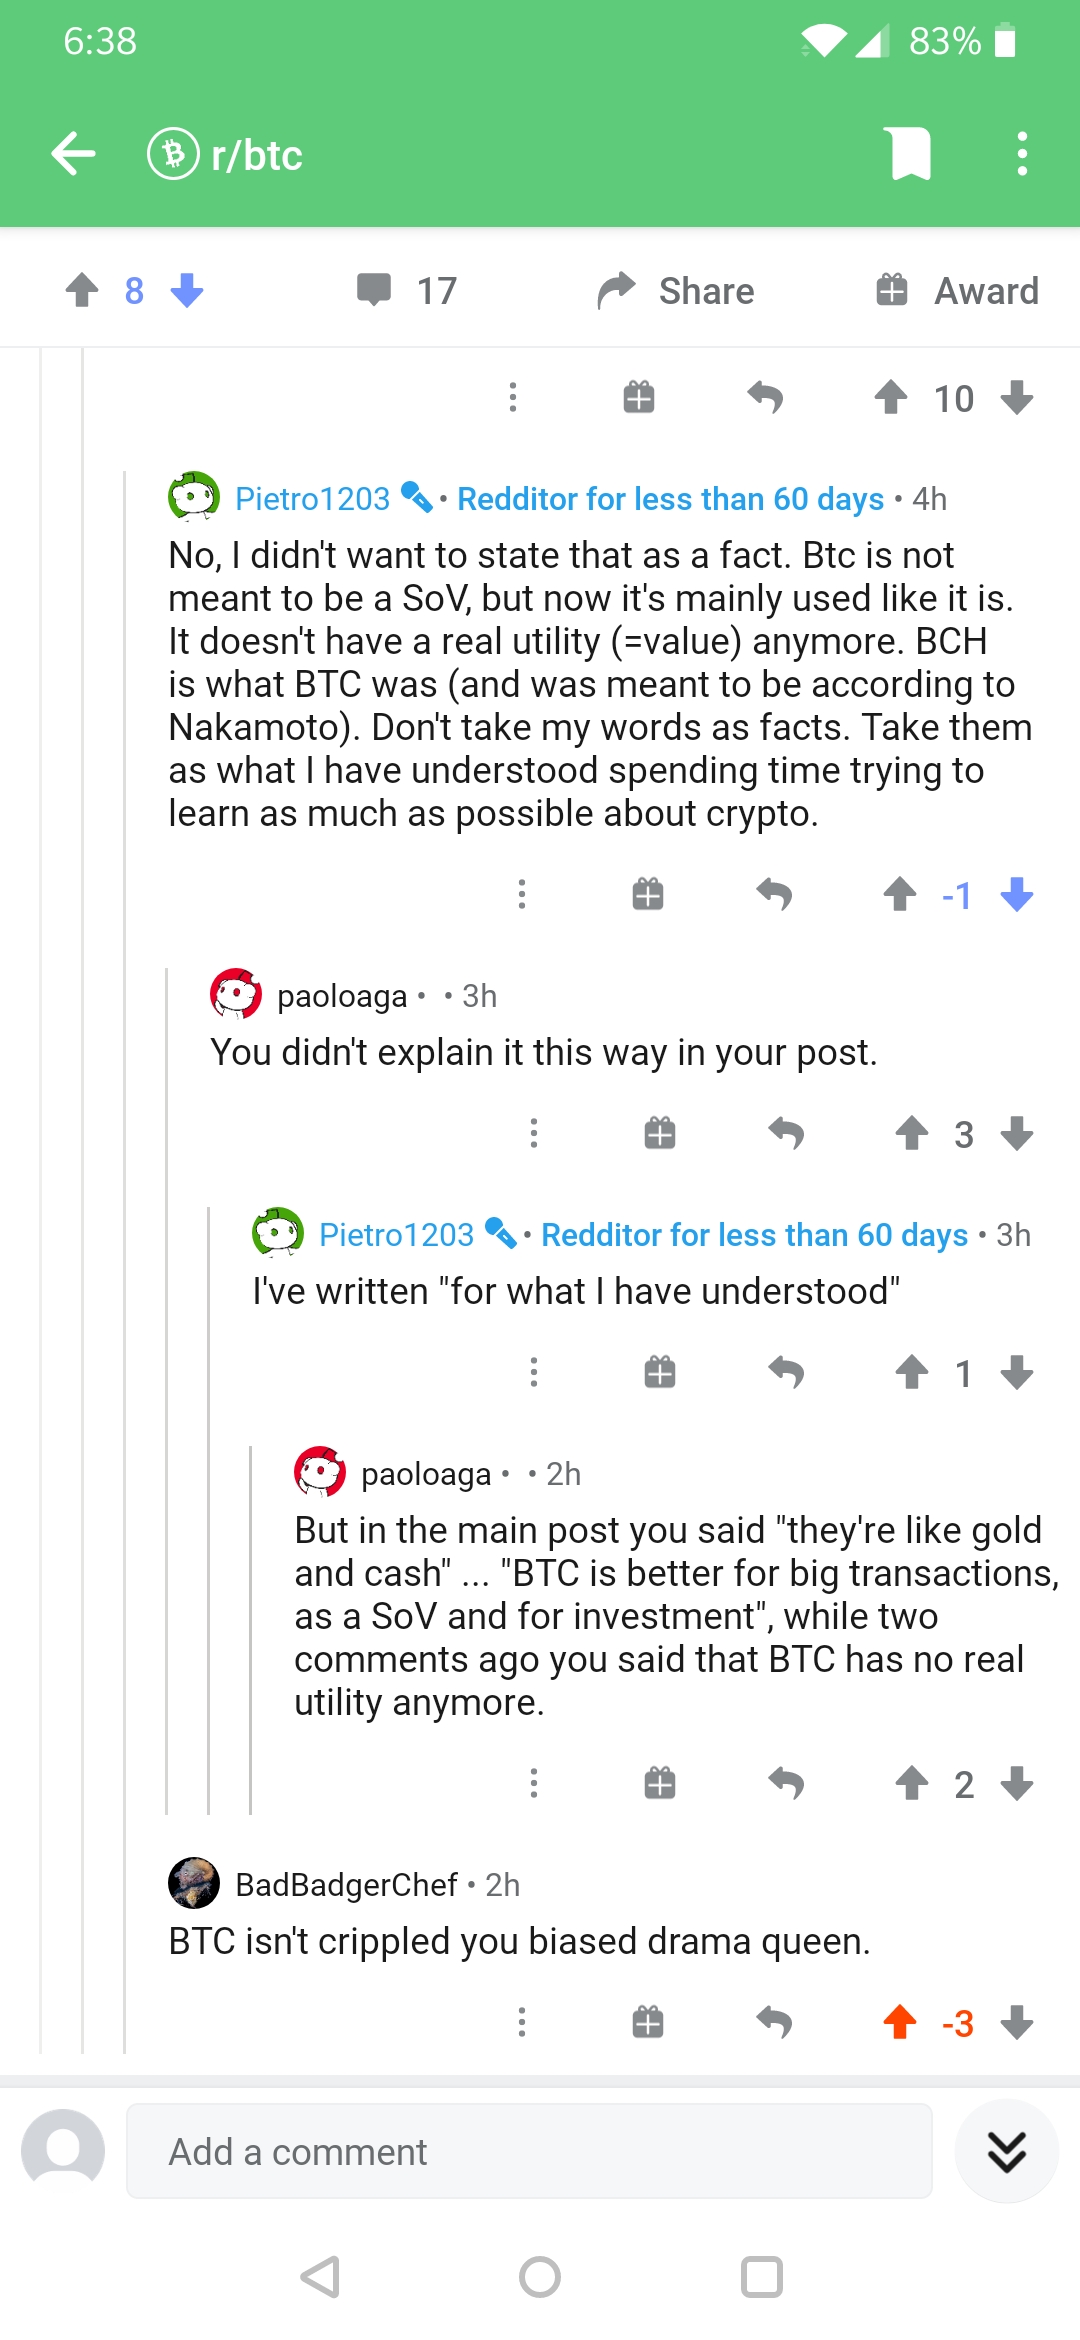 6:38
83%
r/btc
8
17
Share
Award
10
Pietro1203 • Redditor for less than 60 days • 4h
No, I didn't want to state that as a fact. Btc is not
meant to be a SoV, but now it's mainly used like it is.
It doesn't have a real utility (=value) anymore. BCH
is what BTC was (and was meant to be according to
Nakamoto). Don't take my words as facts. Take them
as what I have understood spending time trying to
learn as much as possible about crypto.
-1
paoloaga • • 3h
You didn't explain it this way in your post.
3
Pietro1203 • Redditor for less than 60 days • 3h
I've written "for what I have understood"
1
paoloaga • • 2h
But in the main post you said "they're like gold
and cash" ... "BTC is better for big transactions,
as a SoV and for investment", while two
comments ago you said that BTC has no real
utility anymore.
2
BadBadgerChef • 2h
BTC isn't crippled you biased drama queen.
-3
Add a comment